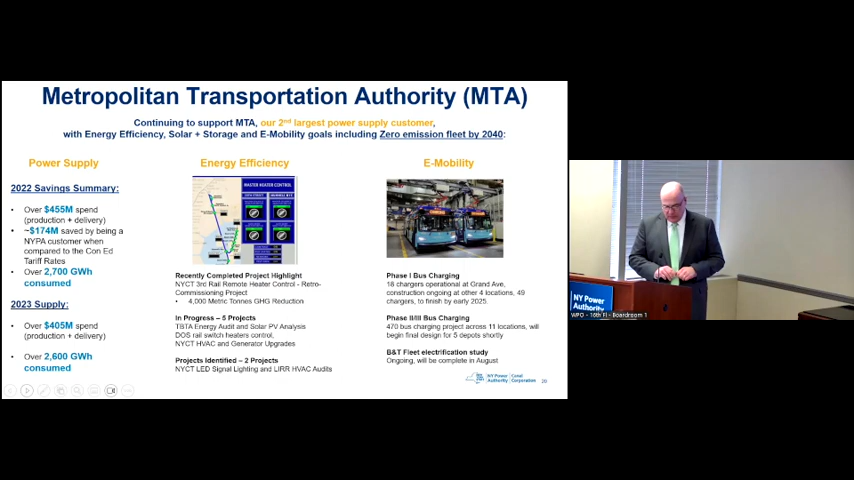 Metropolitan Transportation Authority (MTA)
Continuing to support MTA, our 2nd largest power supply customer,
with Energy Efficiency, Solar + Storage and E-Mobility goals including Zero emission fleet by 2040:
Power Supply
2022 Savings Summary:
• Over $455M spend
(production + delivery)
• ~$174M saved by being a
NYPA customer when
compared to the Con Ed
Tariff Rates
• Over 2,700 GWh
consumed
2023 Supply:
• Over $405M spend
(production + delivery)
• Over 2,600 GWh
consumed
Energy Efficiency
MASTER HEATER CONTROL
Recently Completed Project Highlight
NYCT 3rd Rail Remote Heater Control - Retro-
Commissioning Project
• 4,000 Metric Tonnes GHG Reduction
In Progress – 5 Projects
TBTA Energy Audit and Solar PV Analysis
DOS rail switch heaters control,
NYCT HVAC and Generator Upgrades
Projects Identified – 2 Projects
NYCT LED Signal Lighting and LIRR HVAC Audits
E-Mobility
Phase I Bus Charging
18 chargers operational at Grand Ave,
construction ongoing at other 4 locations, 49
chargers, to finish by early 2025.
Phase II/III Bus Charging
470 bus charging project across 11 locations, will
begin final design for 5 depots shortly
B&T Fleet electrification study
Ongoing, will be complete in August
NY Power
Authority
Canal
Corporation
20
NY Power
Authority
WPO - 16th Fl - Boardroom 1